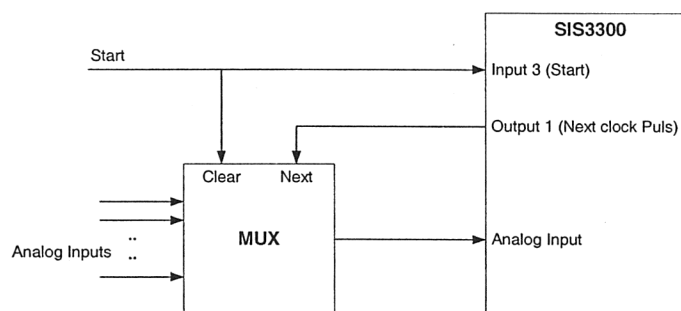 SIS3300
Start
Input 3 (Start)
Output 1 (Next clock Puls)
Clear
Next
MUX
Analog Inputs
..
..
Analog Input